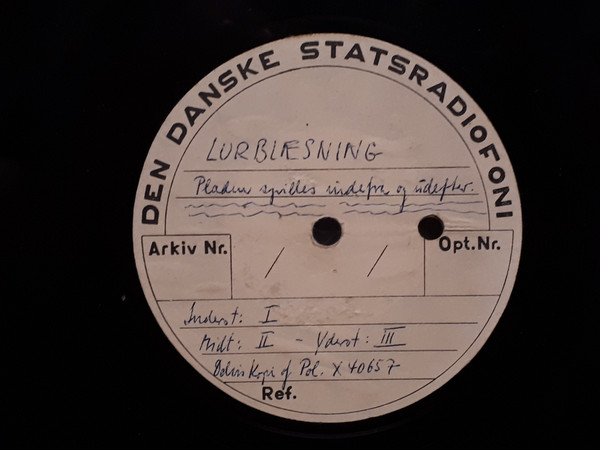 DEN DANSKE STATSRADIOFONI
LURBLÆSNING
Pladen spilles indefra og udefter.
Arkiv Nr. / / Opt.Nr.
Inderst: I
Midt: II - Yderst: III
Delvis Kopi af Pol. X 40657
Ref.